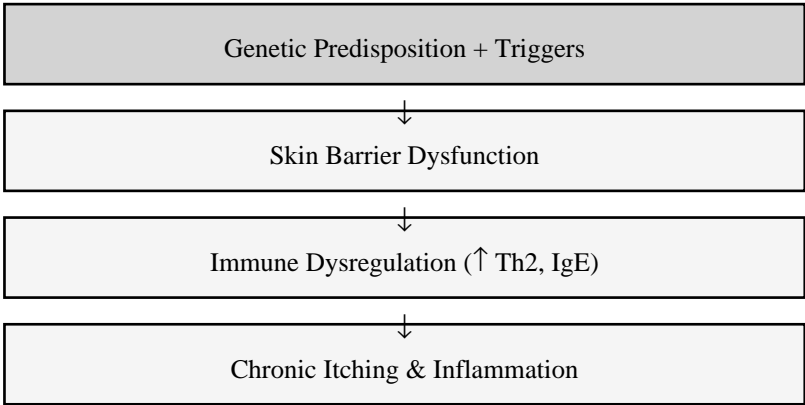 Genetic Predisposition + Triggers
↓
Skin Barrier Dysfunction
↓
Immune Dysregulation (↑ Th2, IgE)
↓
Chronic Itching & Inflammation